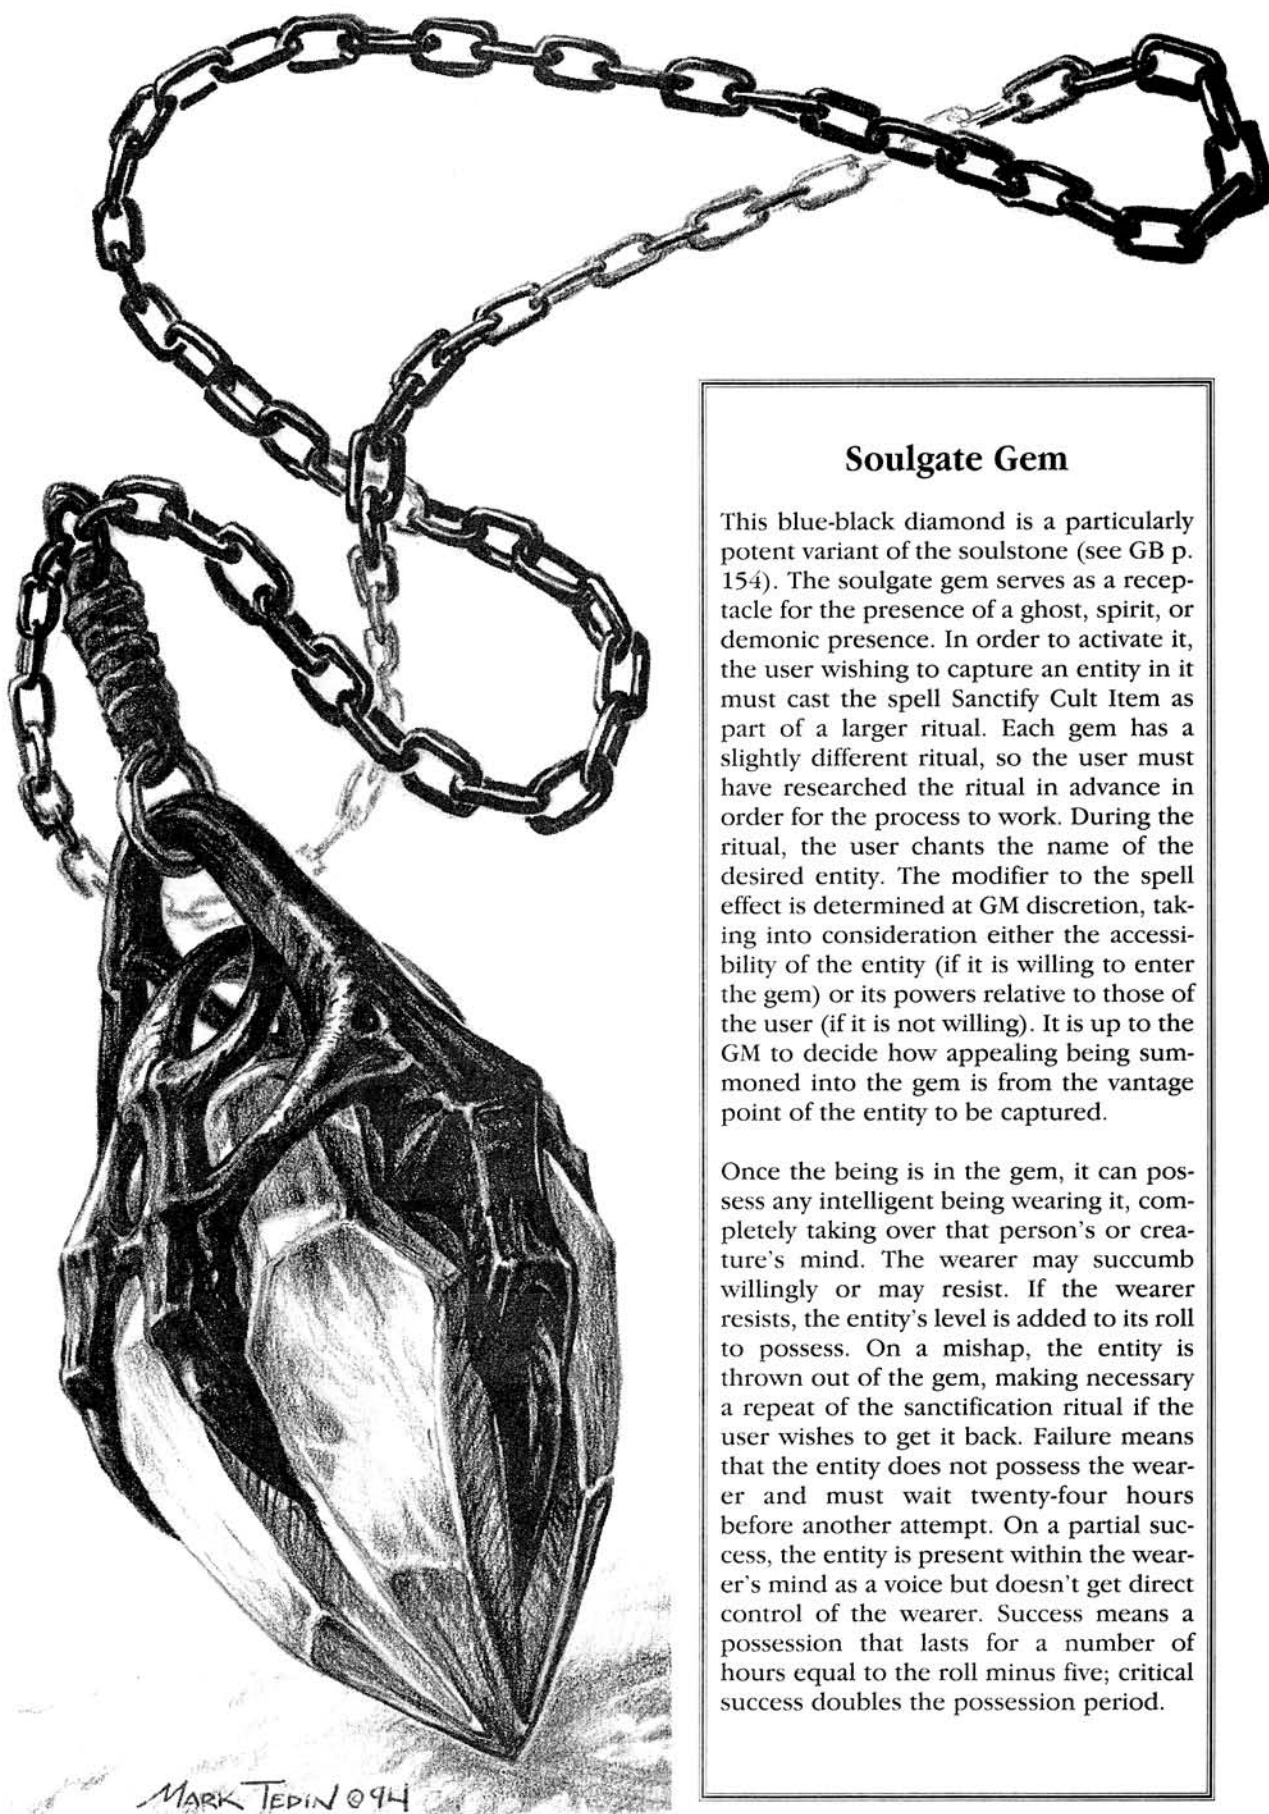 Soulgate Gem
This blue-black diamond is a particularly
potent variant of the soulstone (see GB p.
154). The soulgate gem serves as a recep-
tacle for the presence of a ghost, spirit, or
demonic presence. In order to activate it,
the user wishing to capture an entity in it
must cast the spell Sanctify Cult Item as
part of a larger ritual. Each gem has a
slightly different ritual, so the user must
have researched the ritual in advance in
order for the process to work. During the
ritual, the user chants the name of the
desired entity. The modifier to the spell
effect is determined at GM discretion, tak-
ing into consideration either the accessi-
bility of the entity (if it is willing to enter
the gem) or its powers relative to those of
the user (if it is not willing). It is up to the
GM to decide how appealing being sum-
moned into the gem is from the vantage
point of the entity to be captured.
Once the being is in the gem, it can pos-
sess any intelligent being wearing it, com-
pletely taking over that person's or crea-
ture's mind. The wearer may succumb
willingly or may resist. If the wearer
resists, the entity's level is added to its roll
to possess. On a mishap, the entity is
thrown out of the gem, making necessary
a repeat of the sanctification ritual if the
user wishes to get it back. Failure means
that the entity does not possess the wear-
er and must wait twenty-four hours
before another attempt. On a partial suc-
cess, the entity is present within the wear-
er's mind as a voice but doesn't get direct
control of the wearer. Success means a
possession that lasts for a number of
hours equal to the roll minus five; critical
success doubles the possession period.
MARK TEDIN ©94